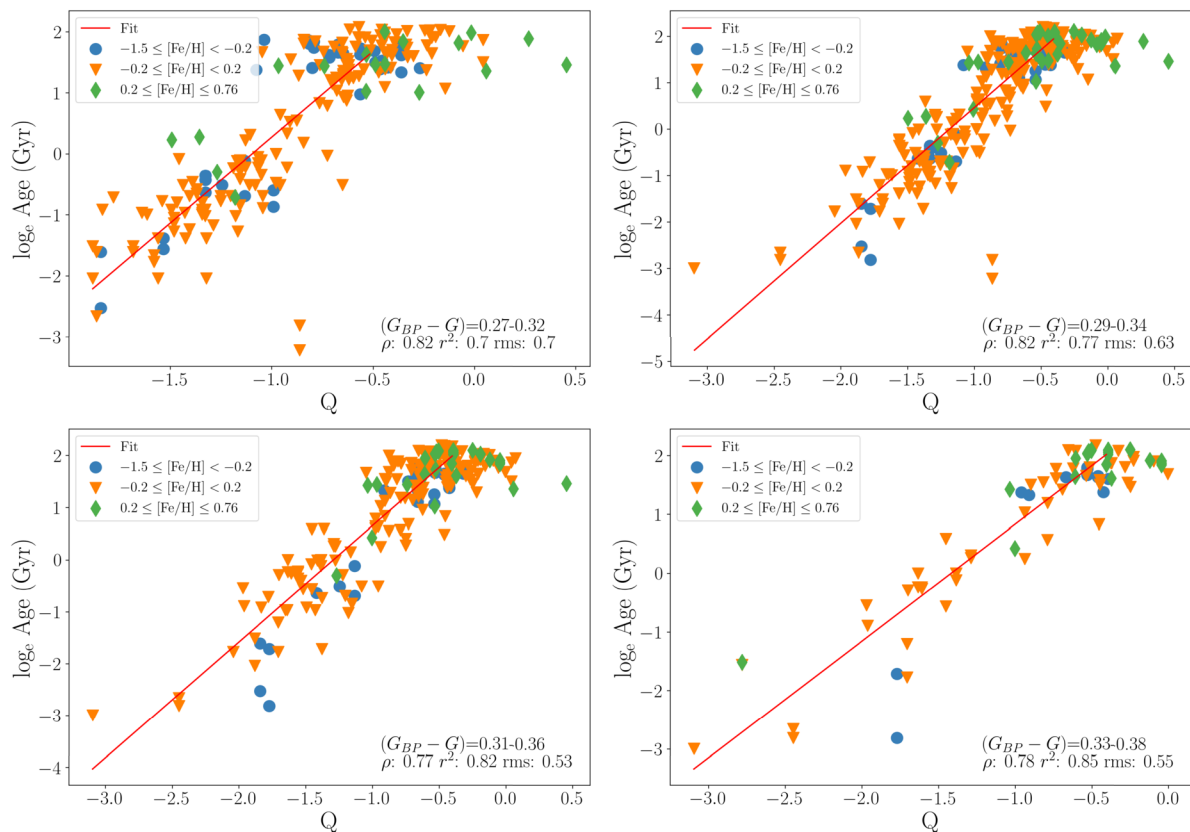 Fit
−1.5 ≤ [Fe/H] < −0.2
−0.2 ≤ [Fe/H] < 0.2
0.2 ≤ [Fe/H] ≤ 0.76
2
1
0
−1
−2
−3
logₑ Age (Gyr)
(G_BP − G)=0.27-0.32
ρ: 0.82 r²: 0.7 rms: 0.7
−1.5 −1.0 −0.5 0.0 0.5
Q
Fit
−1.5 ≤ [Fe/H] < −0.2
−0.2 ≤ [Fe/H] < 0.2
0.2 ≤ [Fe/H] ≤ 0.76
2
1
0
−1
−2
−3
−4
−5
logₑ Age (Gyr)
(G_BP − G)=0.29-0.34
ρ: 0.82 r²: 0.77 rms: 0.63
−3.0 −2.5 −2.0 −1.5 −1.0 −0.5 0.0 0.5
Q
Fit
−1.5 ≤ [Fe/H] < −0.2
−0.2 ≤ [Fe/H] < 0.2
0.2 ≤ [Fe/H] ≤ 0.76
2
1
0
−1
−2
−3
−4
logₑ Age (Gyr)
(G_BP − G)=0.31-0.36
ρ: 0.77 r²: 0.82 rms: 0.53
−3.0 −2.5 −2.0 −1.5 −1.0 −0.5 0.0 0.5
Q
Fit
−1.5 ≤ [Fe/H] < −0.2
−0.2 ≤ [Fe/H] < 0.2
0.2 ≤ [Fe/H] ≤ 0.76
2
1
0
−1
−2
−3
logₑ Age (Gyr)
(G_BP − G)=0.33-0.38
ρ: 0.78 r²: 0.85 rms: 0.55
−3.0 −2.5 −2.0 −1.5 −1.0 −0.5 0.0
Q